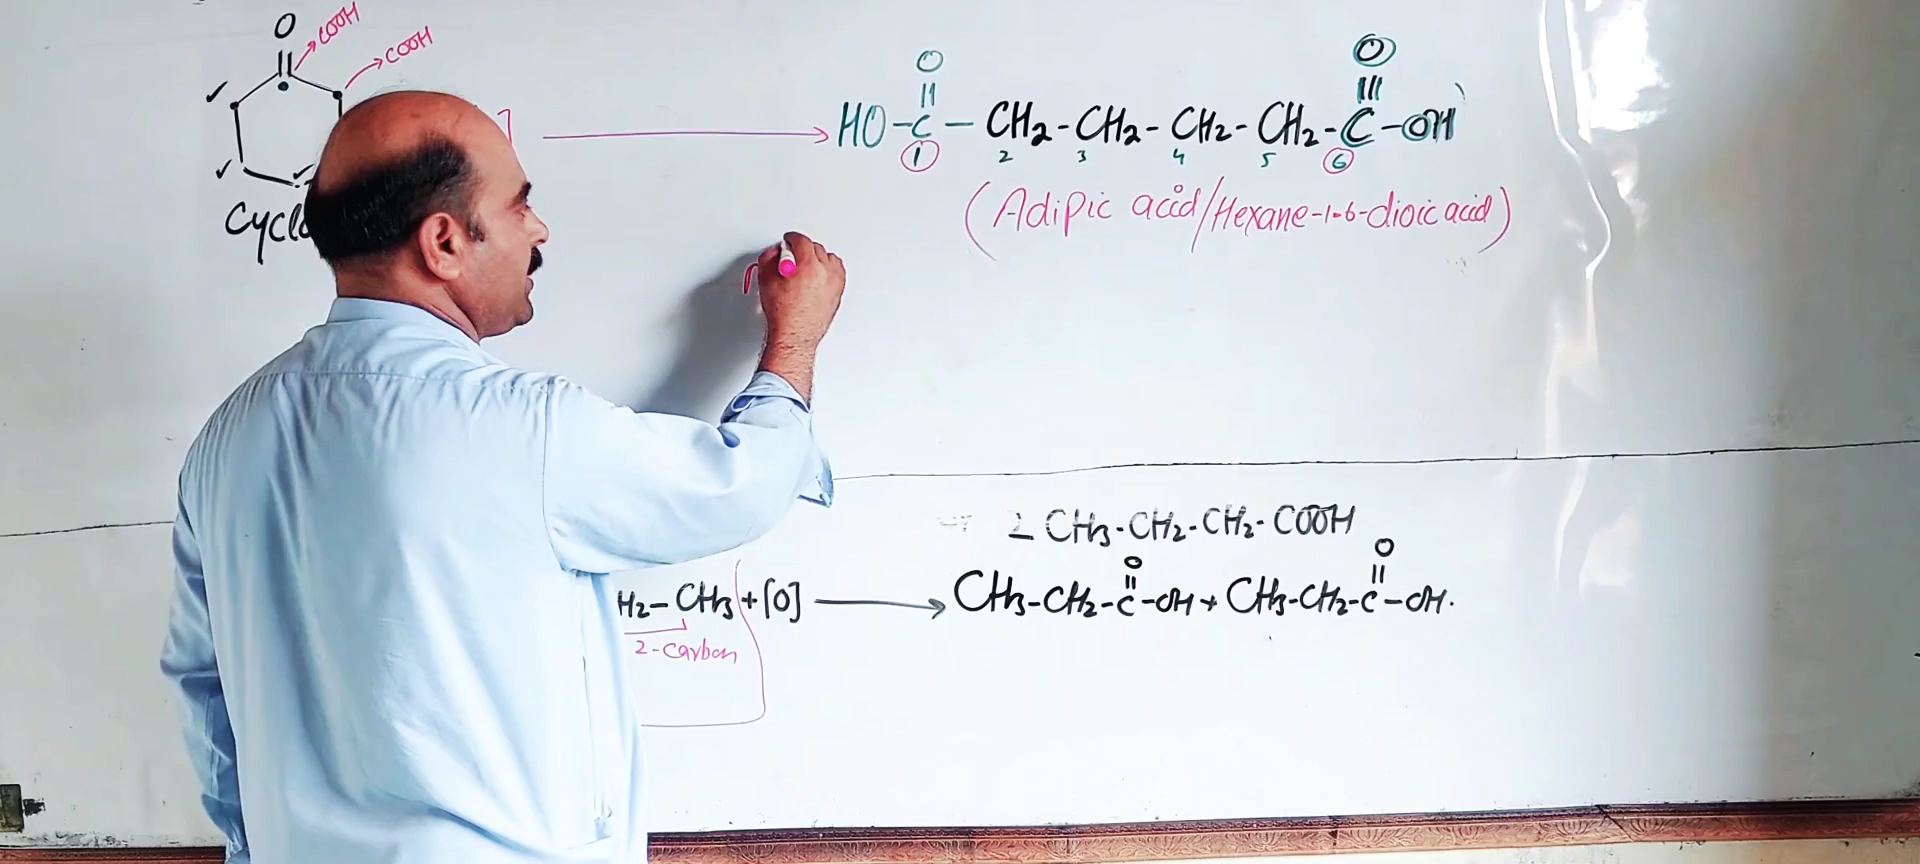 O
COOH
COOH
O O
HO-C-CH2-CH2-CH2-CH2-C-OH
1 2 3 4 5 6
(Adipic acid/Hexane-1-6-dioic acid)
Cyclo
2 CH3-CH2-CH2-COOH
O O
H2-CH3+[O] → CH3-CH2-C-OH+CH3-CH2-C-OH.
2-Carbon